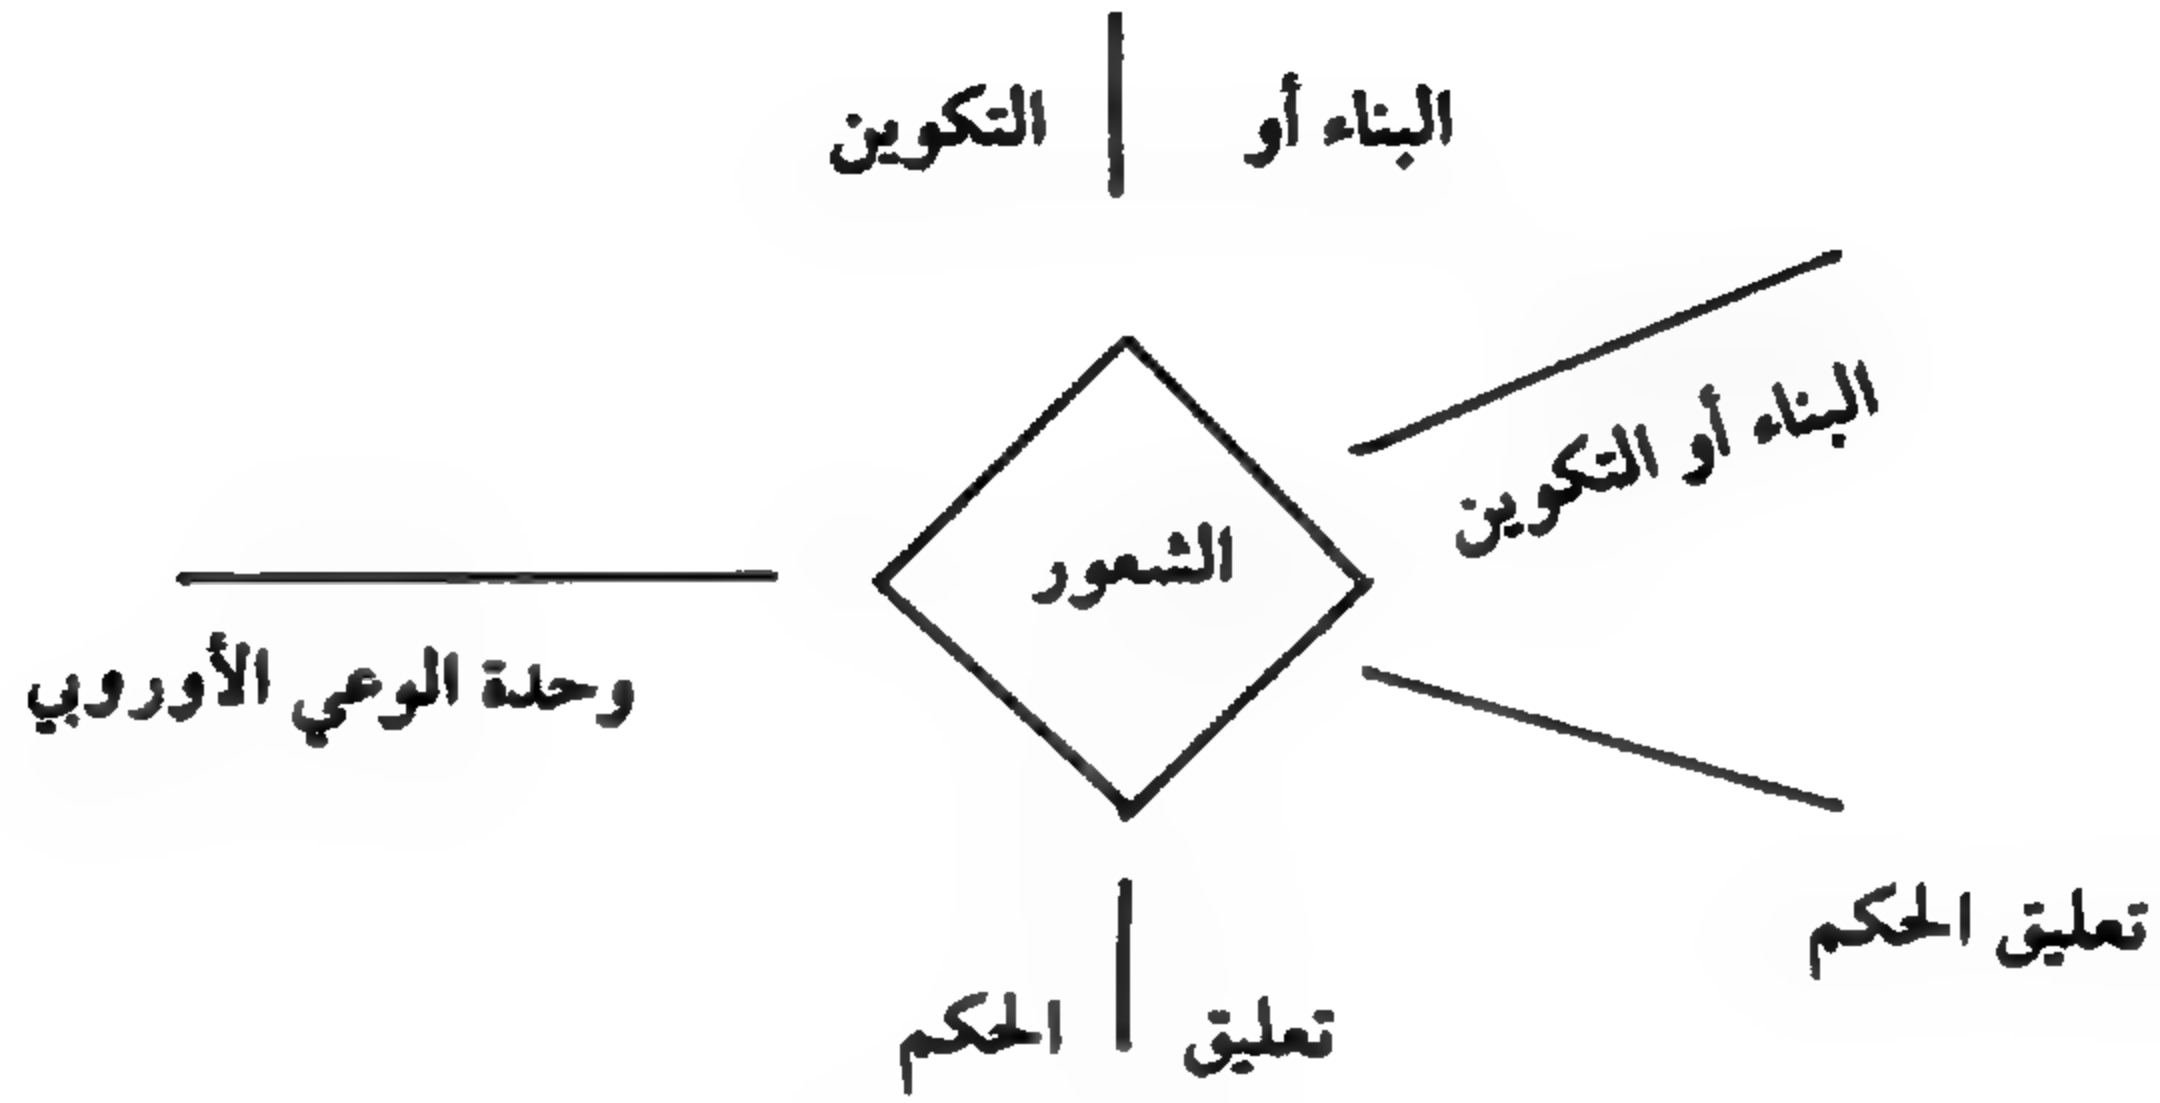 البناء أو التكوين
البناء أو التكوين
الشعور
وحدة الوعي الأوروبي
تعليق الحكم
تعليق الحكم